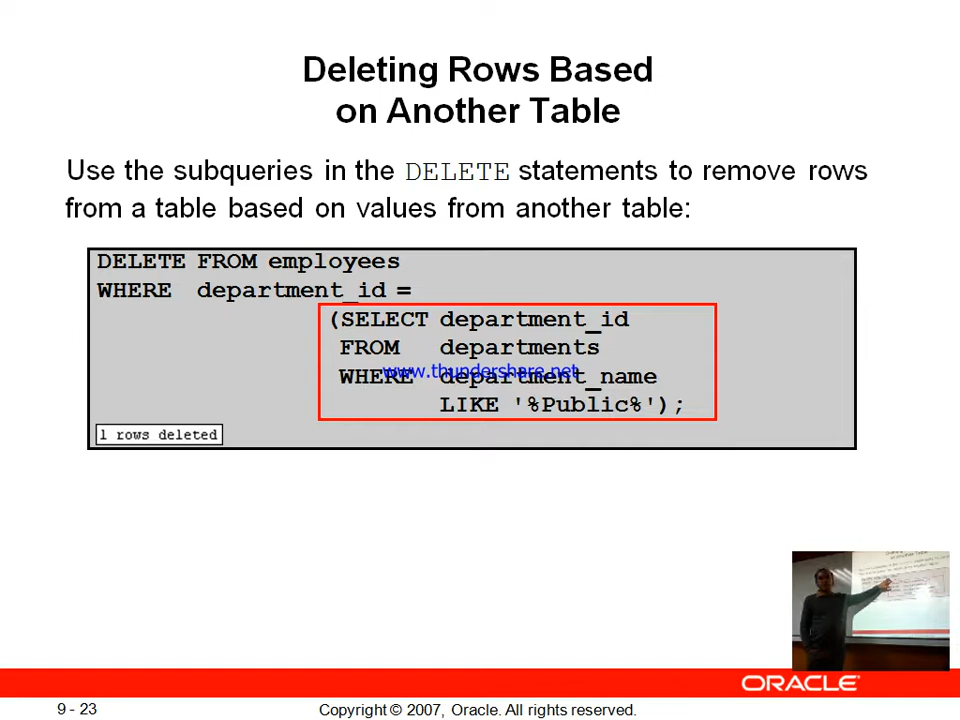 Deleting Rows Based
on Another Table
Use the subqueries in the DELETE statements to remove rows
from a table based on values from another table:
DELETE FROM employees
WHERE department_id =
(SELECT department_id
FROM departments
WHERE department_name
www.thundershare.net
LIKE '%Public%');
1 rows deleted
ORACLE
9 - 23
Copyright © 2007, Oracle. All rights reserved.